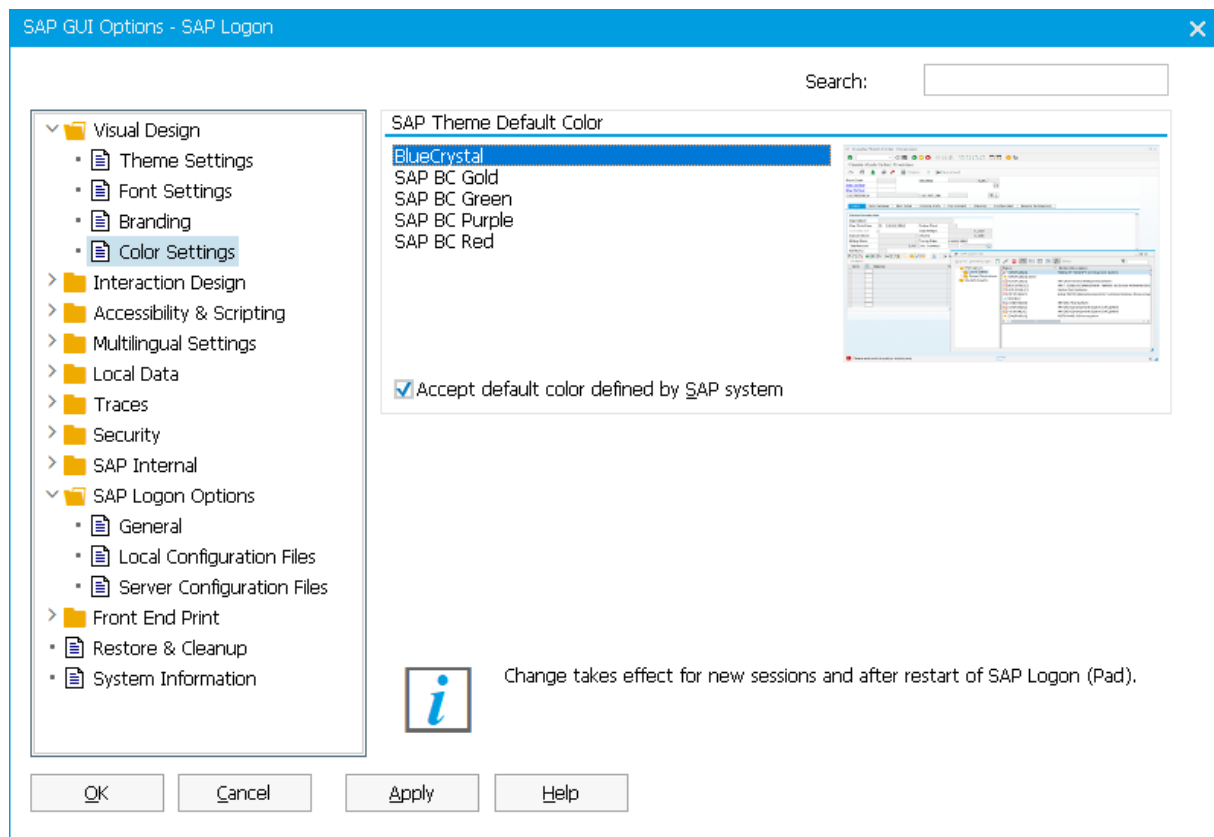 SAP GUI Options - SAP Logon
Search:
Visual Design
Theme Settings
Font Settings
Branding
Color Settings
Interaction Design
Accessibility & Scripting
Multilingual Settings
Local Data
Traces
Security
SAP Internal
SAP Logon Options
General
Local Configuration Files
Server Configuration Files
Front End Print
Restore & Cleanup
System Information
SAP Theme Default Color
BlueCrystal
SAP BC Gold
SAP BC Green
SAP BC Purple
SAP BC Red
Accept default color defined by SAP system
Change takes effect for new sessions and after restart of SAP Logon (Pad).
OK
Cancel
Apply
Help